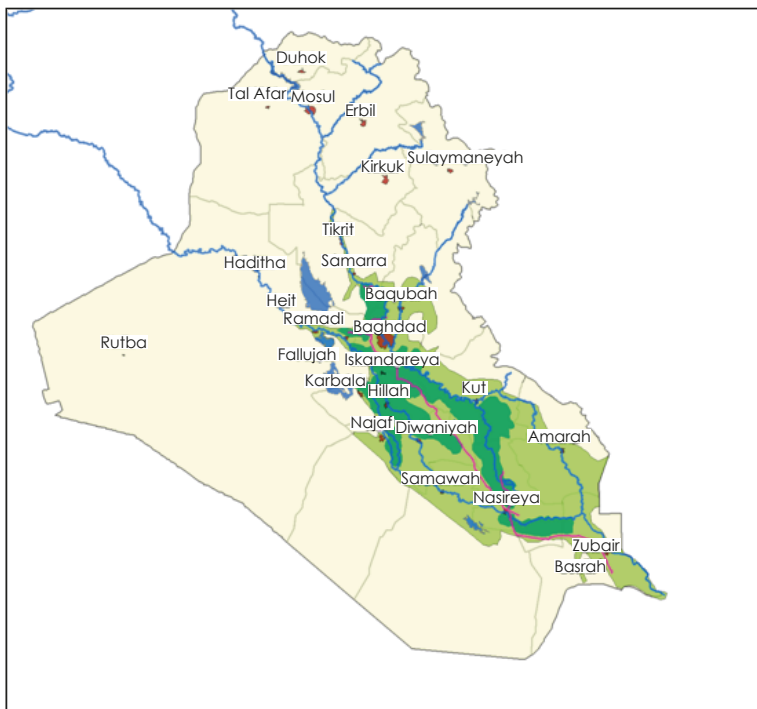 Duhok
Tal Afar
Mosul
Erbil
Sulaymaneyah
Kirkuk
Tikrit
Haditha
Samarra
Heit
Baqubah
Ramadi
Baghdad
Rutba
Fallujah
Iskandareya
Karbala
Hillah
Kut
Najaf
Diwaniyah
Amarah
Samawah
Nasireya
Zubair
Basrah